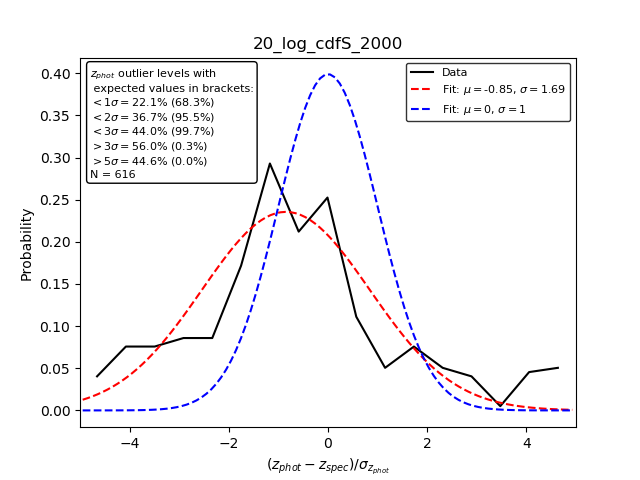 20_log_cdfS_2000
z_phot outlier levels with
expected values in brackets:
<1σ = 22.1% (68.3%)
<2σ = 36.7% (95.5%)
<3σ = 44.0% (99.7%)
>3σ = 56.0% (0.3%)
>5σ = 44.6% (0.0%)
N = 616
Data
Fit: μ = -0.85, σ = 1.69
Fit: μ = 0, σ = 1
Probability
0.40
0.35
0.30
0.25
0.20
0.15
0.10
0.05
0.00
−4
−2
0
2
4
(z_phot − z_spec)/σ_z_phot